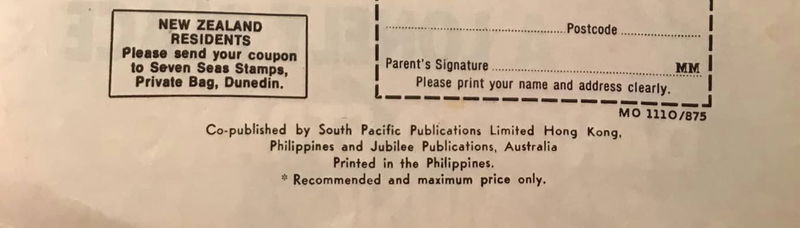 NEW ZEALAND
RESIDENTS
Please send your coupon
to Seven Seas Stamps,
Private Bag, Dunedin.
Postcode
Parent's Signature MM
Please print your name and address clearly.
MO 1110/875
Co-published by South Pacific Publications Limited Hong Kong,
Philippines and Jubilee Publications, Australia
Printed in the Philippines.
* Recommended and maximum price only.